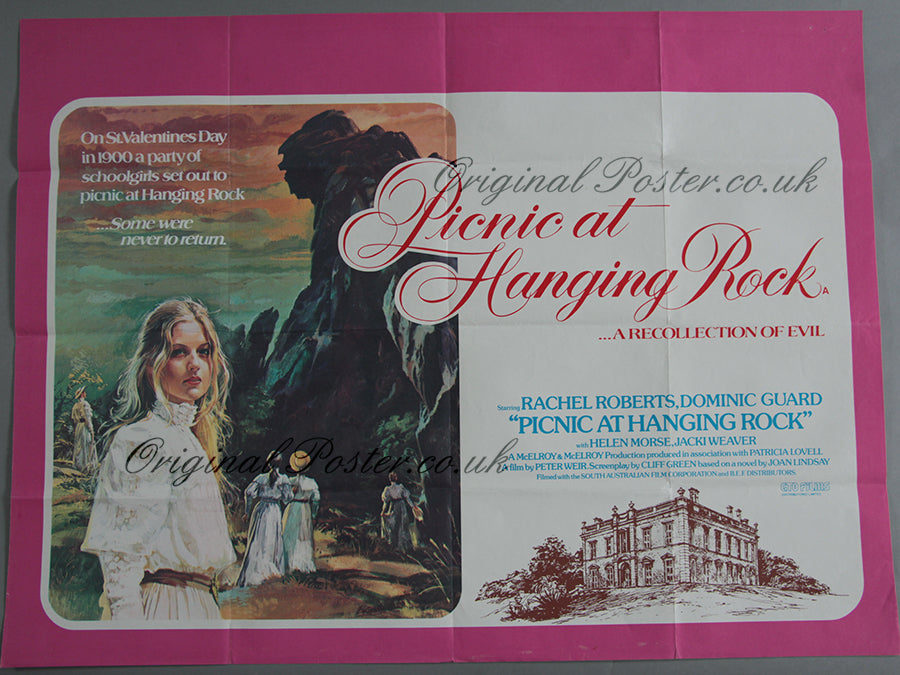 On St.Valentines Day
in 1900 a party of
schoolgirls set out to
picnic at Hanging Rock
....Some were
never to return.
Original Poster.co.uk
Picnic at
Hanging Rock A
...A RECOLLECTION OF EVIL
Starring RACHEL ROBERTS, DOMINIC GUARD
“PICNIC AT HANGING ROCK”
with HELEN MORSE, JACKI WEAVER
A McELROY & McELROY Production produced in association with PATRICIA LOVELL
A film by PETER WEIR. Screenplay by CLIFF GREEN based on a novel by JOAN LINDSAY
Filmed with the SOUTH AUSTRALIAN FILM CORPORATION and B.E.F. DISTRIBUTORS.
GTO FILMS
Original Poster.co.uk